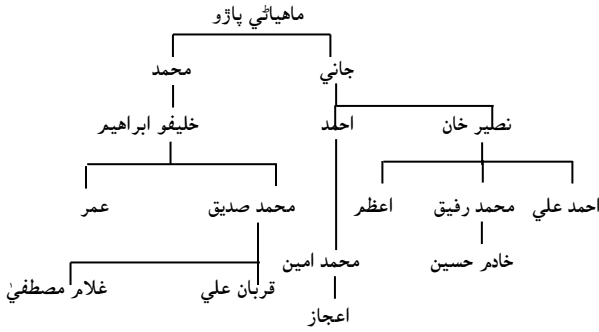 ماهياڻي پاڙو
جاني محمد
نصير خان احمد خليفو ابراهيم
احمد علي محمد رفيق اعظم محمد صديق عمر
خادم حسين محمد امين قربان علي غلام مصطفيٰ
اعجاز